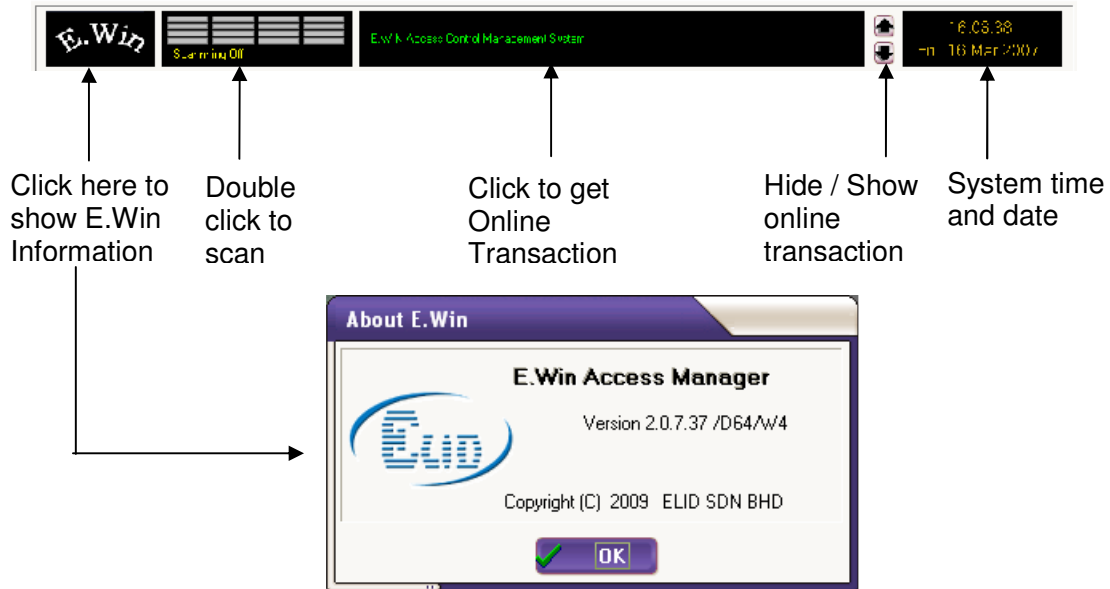 E.Win
Scanning Off
E.W N Access Control Management System
16:03:38
Fri 16 Mar 2007
Click here to
show E.Win
Information
Double
click to
scan
Click to get
Online
Transaction
Hide / Show
online
transaction
System time
and date
About E.Win
E.Win Access Manager
Version 2.0.7.37 /D64/W4
ELID
Copyright (C) 2009 ELID SDN BHD
OK